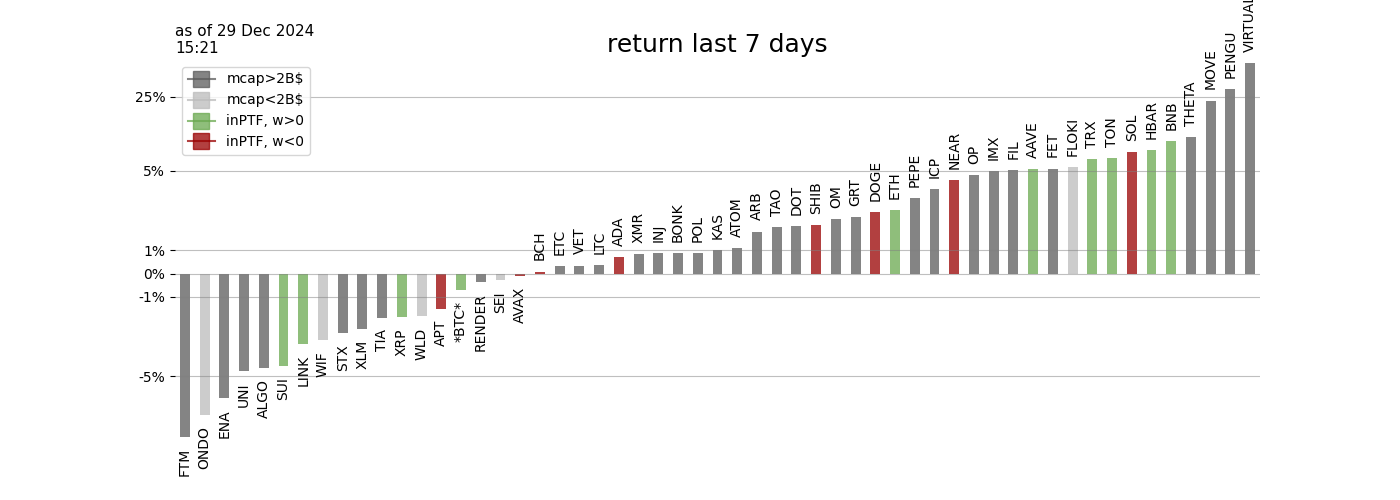 as of 29 Dec 2024
15:21
return last 7 days
mcap>2B$
mcap<2B$
inPTF, w>0
inPTF, w<0
25%
5%
1%
0%
-1%
-5%
FTM
ONDO
ENA
UNI
ALGO
SUI
LINK
WIF
STX
XLM
TIA
XRP
WLD
APT
*BTC*
RENDER
SEI
AVAX
BCH
ETC
VET
LTC
ADA
XMR
INJ
BONK
POL
KAS
ATOM
ARB
TAO
DOT
SHIB
OM
GRT
DOGE
ETH
PEPE
ICP
NEAR
OP
IMX
FIL
AAVE
FET
FLOKI
TRX
TON
SOL
HBAR
BNB
THETA
MOVE
PENGU
VIRTUAL